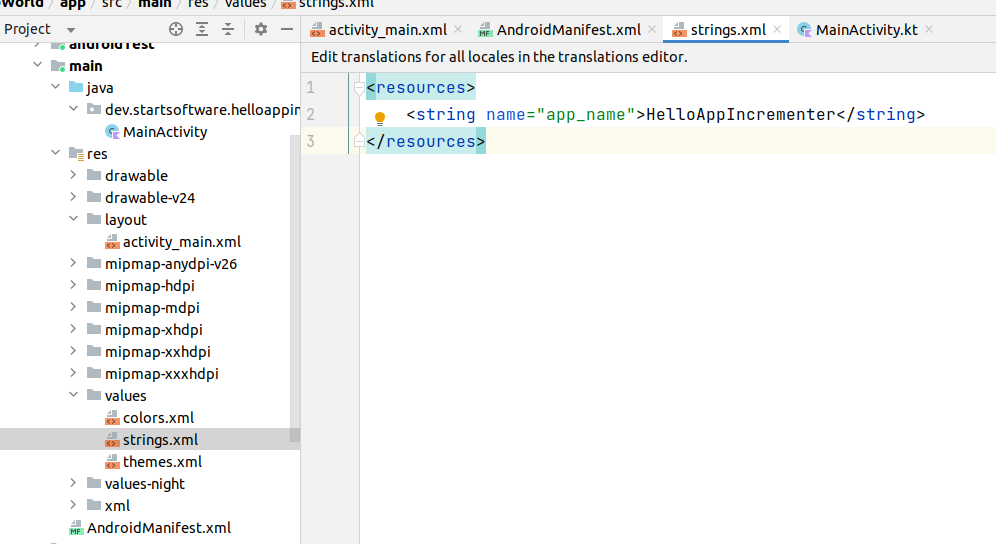 oWorld / app / src / main / res / values / strings.xml
Project
activity_main.xml AndroidManifest.xml strings.xml MainActivity.kt
Edit translations for all locales in the translations editor.
androidTest
main
java
dev.startsoftware.helloappin
MainActivity
res
drawable
drawable-v24
layout
activity_main.xml
mipmap-anydpi-v26
mipmap-hdpi
mipmap-mdpi
mipmap-xhdpi
mipmap-xxhdpi
mipmap-xxxhdpi
values
colors.xml
strings.xml
themes.xml
values-night
xml
AndroidManifest.xml
1 <resources>
2 <string name="app_name">HelloAppIncrementer</string>
3 </resources>